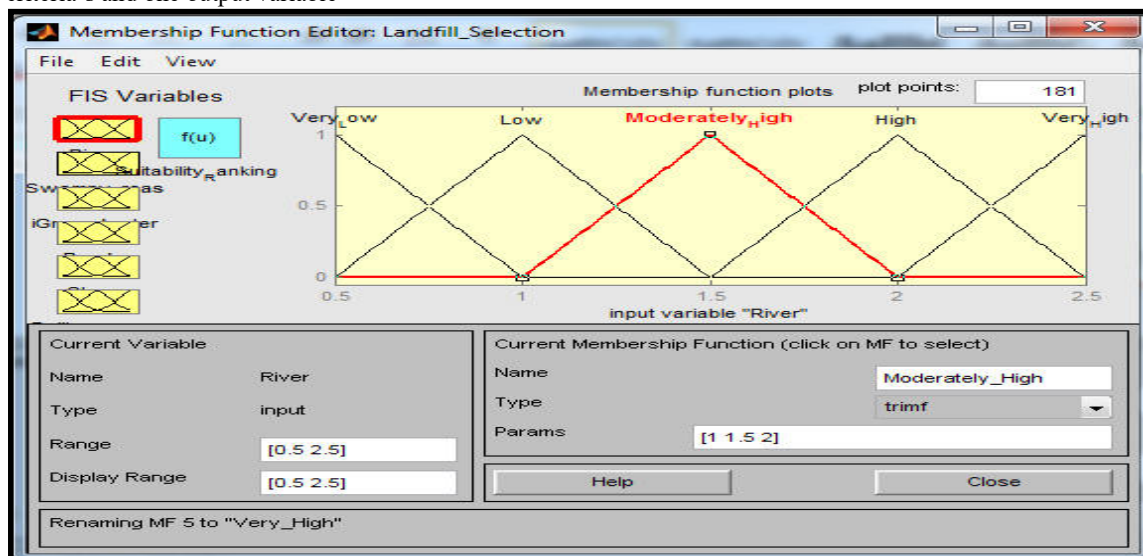 Membership Function Editor: Landfill_Selection
File Edit View
FIS Variables
f(u)
Suitability_Ranking
Membership function plots
plot points:
181
Very_Low
Low
Moderately_High
High
Very_High
1
0.5
0
0.5
1
1.5
2
2.5
input variable "River"
Current Variable
Name River
Type input
Range [0.5 2.5]
Display Range [0.5 2.5]
Current Membership Function (click on MF to select)
Name Moderately_High
Type trimf
Params [1 1.5 2]
Help
Close
Renaming MF 5 to "Very_High"